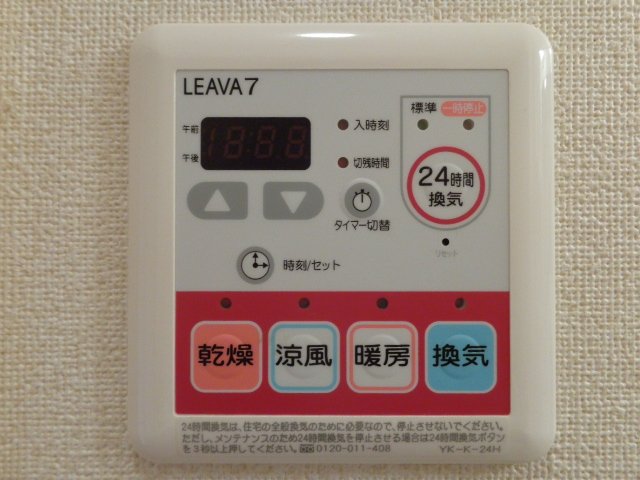 LEAVA7
午前
午後
18:88
入時刻
切残時間
タイマー切替
標準
一時停止
24時間
換気
リセット
時刻/セット
乾燥
涼風
暖房
換気
24時間換気は、住宅の全般換気のために必要なので、停止させないでください。
ただし、メンテナンスのため24時間換気を停止させる場合は24時間換気ボタン
を3秒以上押してください。 0120-011-408
YK-K-24H